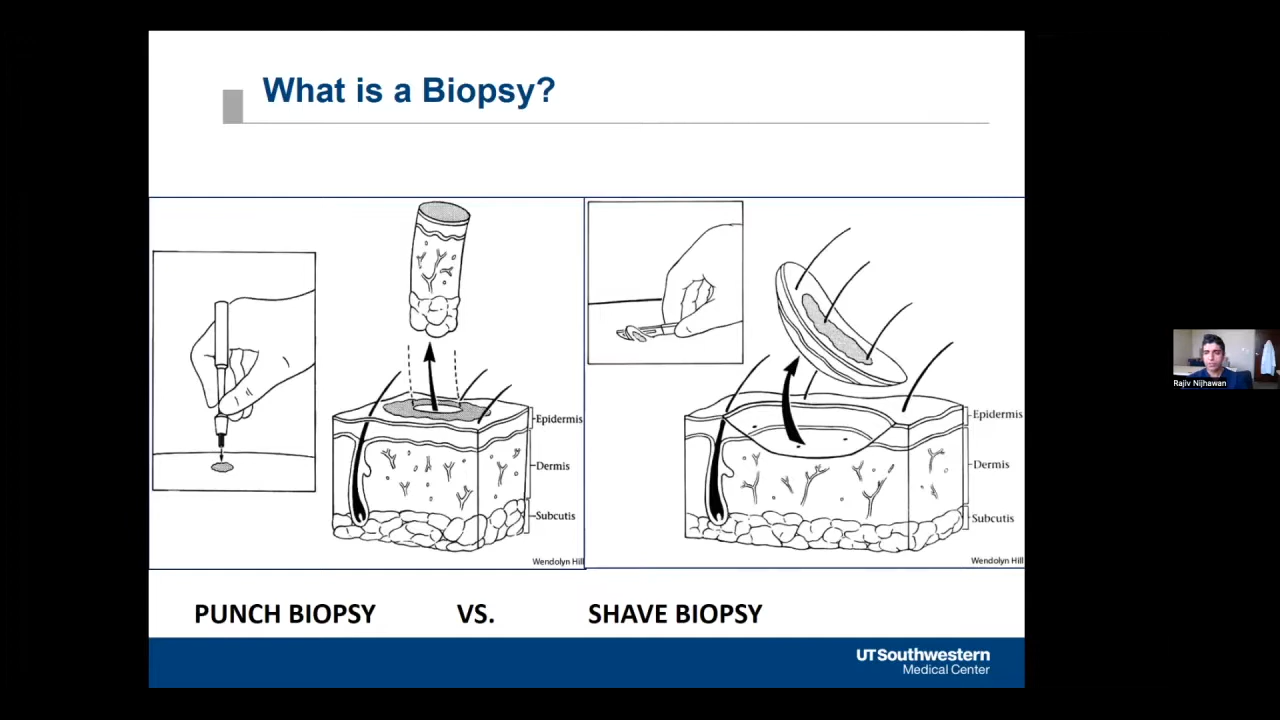 What is a Biopsy?
Epidermis
Dermis
Subcutis
Wendolyn Hill
Epidermis
Dermis
Subcutis
Wendolyn Hill
PUNCH BIOPSY VS. SHAVE BIOPSY
UTSouthwestern
Medical Center
Rajiv Nijhawan